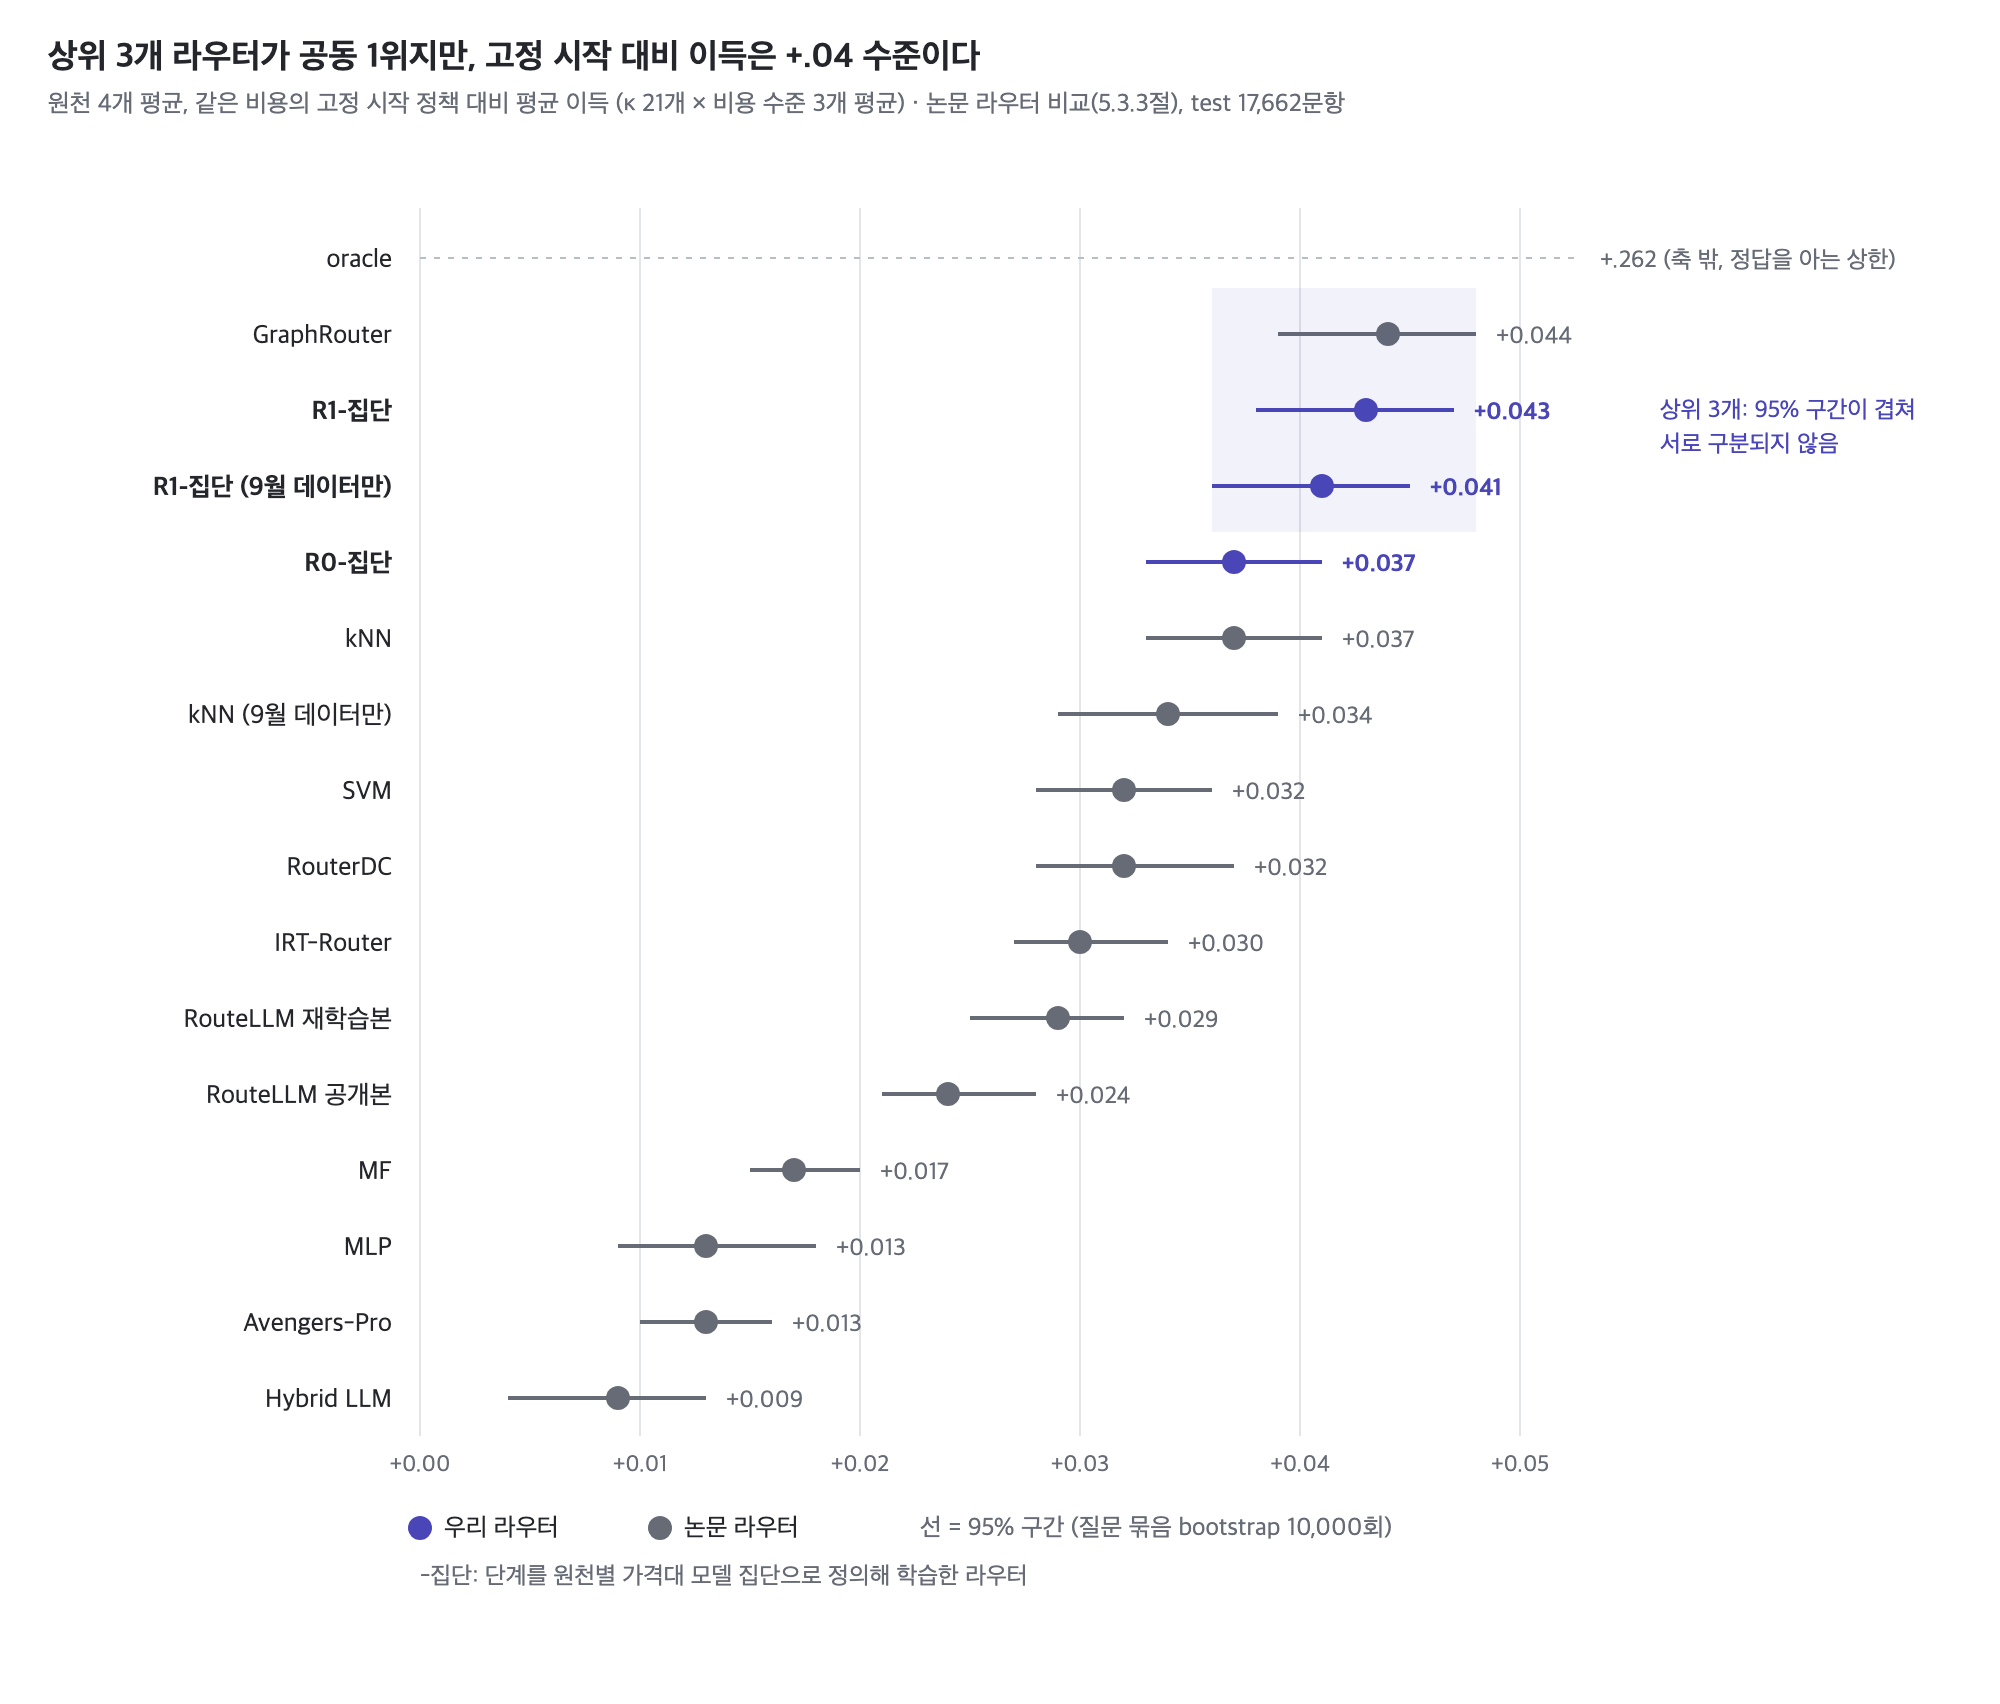 상위 3개 라우터가 공동 1위지만, 고정 시작 대비 이득은 +.04 수준이다
원천 4개 평균, 같은 비용의 고정 시작 정책 대비 평균 이득 (κ 21개 × 비용 수준 3개 평균) · 논문 라우터 비교(5.3.3절), test 17,662문항
oracle
+.262 (축 밖, 정답을 아는 상한)
GraphRouter
+0.044
R1-집단
+0.043
상위 3개: 95% 구간이 겹쳐
서로 구분되지 않음
R1-집단 (9월 데이터만)
+0.041
R0-집단
+0.037
kNN
+0.037
kNN (9월 데이터만)
+0.034
SVM
+0.032
RouterDC
+0.032
IRT-Router
+0.030
RouteLLM 재학습본
+0.029
RouteLLM 공개본
+0.024
MF
+0.017
MLP
+0.013
Avengers-Pro
+0.013
Hybrid LLM
+0.009
+0.00 +0.01 +0.02 +0.03 +0.04 +0.05
우리 라우터 논문 라우터 선 = 95% 구간 (질문 묶음 bootstrap 10,000회)
-집단: 단계를 원천별 가격대 모델 집단으로 정의해 학습한 라우터